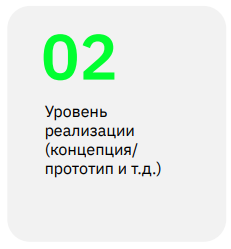 02
Уровень
реализации
(концепция/
прототип и т.д.)